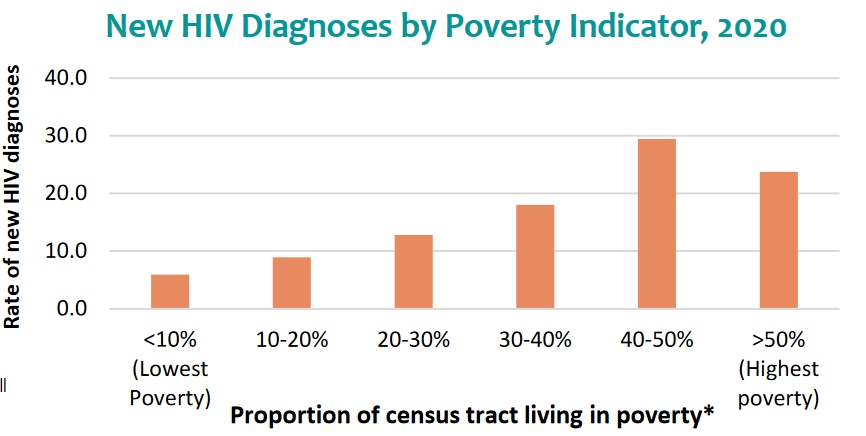 New HIV Diagnoses by Poverty Indicator, 2020
Rate of new HIV diagnoses
40.0
30.0
20.0
10.0
0.0
<10% 10-20% 20-30% 30-40% 40-50% >50%
(Lowest (Highest
Poverty) poverty)
Proportion of census tract living in poverty*